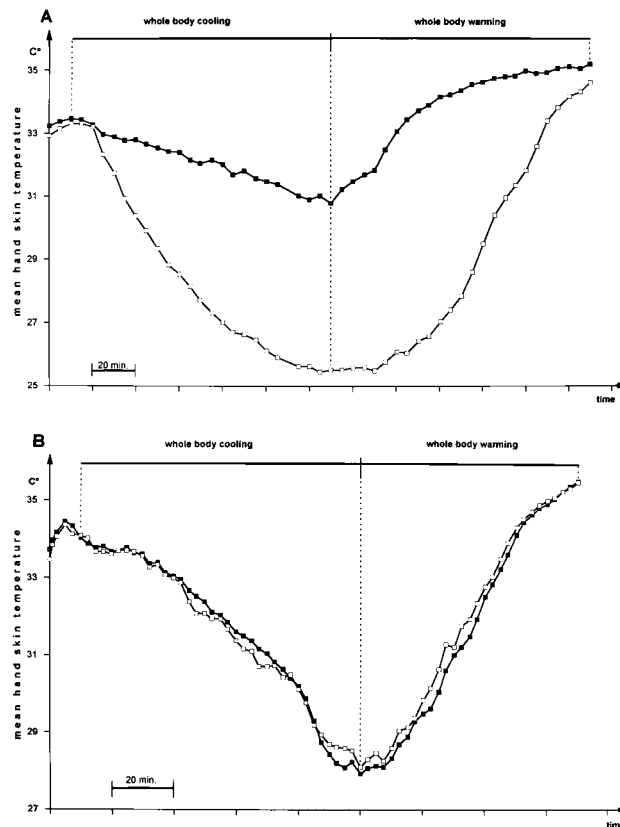 A
whole body cooling
whole body warming
C°
35
33
31
29
27
25
mean hand skin temperature
20 min.
time
B
whole body cooling
whole body warming
C°
35
33
31
29
27
mean hand skin temperature
20 min.
time